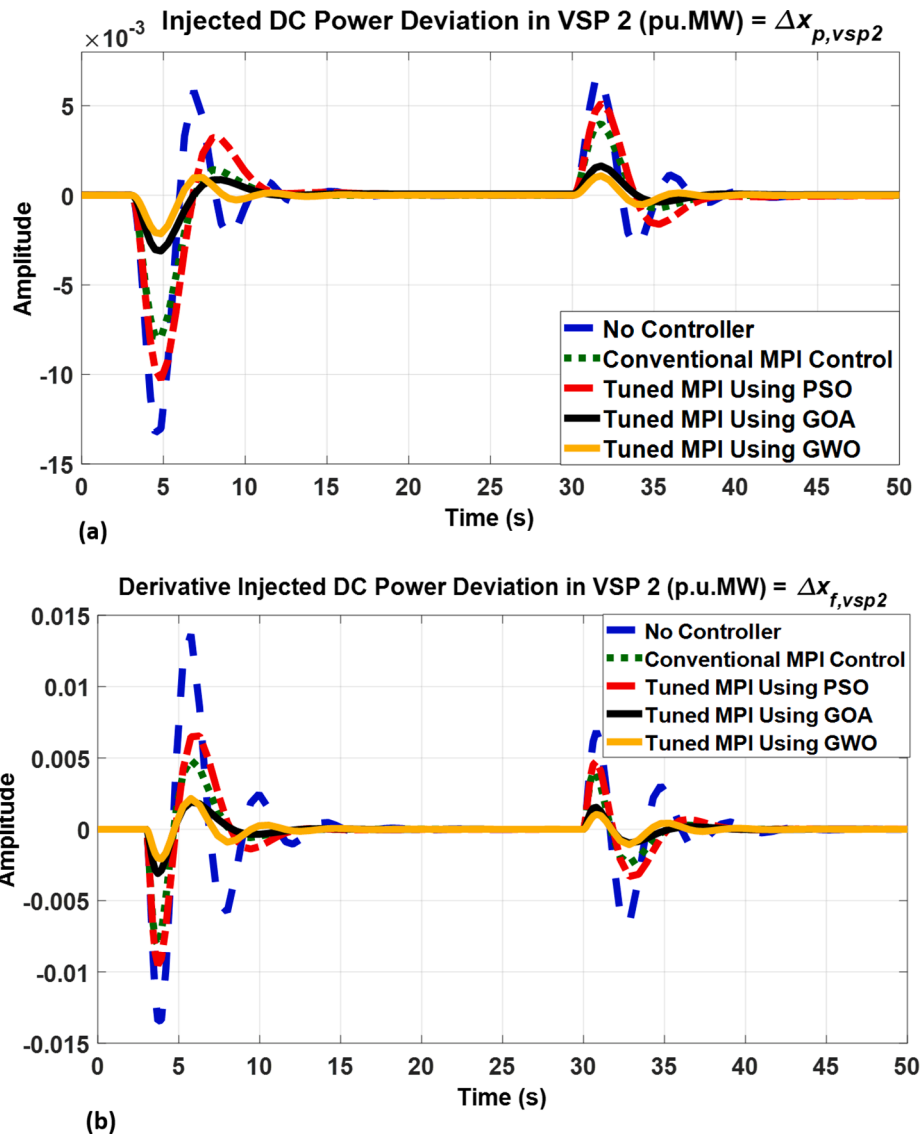 Injected DC Power Deviation in VSP 2 (pu.MW) = Δx_{p,vsp2}
×10^{-3}
5
0
-5
-10
-15
Amplitude
No Controller
Conventional MPI Control
Tuned MPI Using PSO
Tuned MPI Using GOA
Tuned MPI Using GWO
0 5 10 15 20 25 30 35 40 45 50
Time (s)
(a)
Derivative Injected DC Power Deviation in VSP 2 (p.u.MW) = Δx_{f,vsp2}
0.015
0.01
0.005
0
-0.005
-0.01
-0.015
Amplitude
No Controller
Conventional MPI Control
Tuned MPI Using PSO
Tuned MPI Using GOA
Tuned MPI Using GWO
0 5 10 15 20 25 30 35 40 45 50
Time (s)
(b)